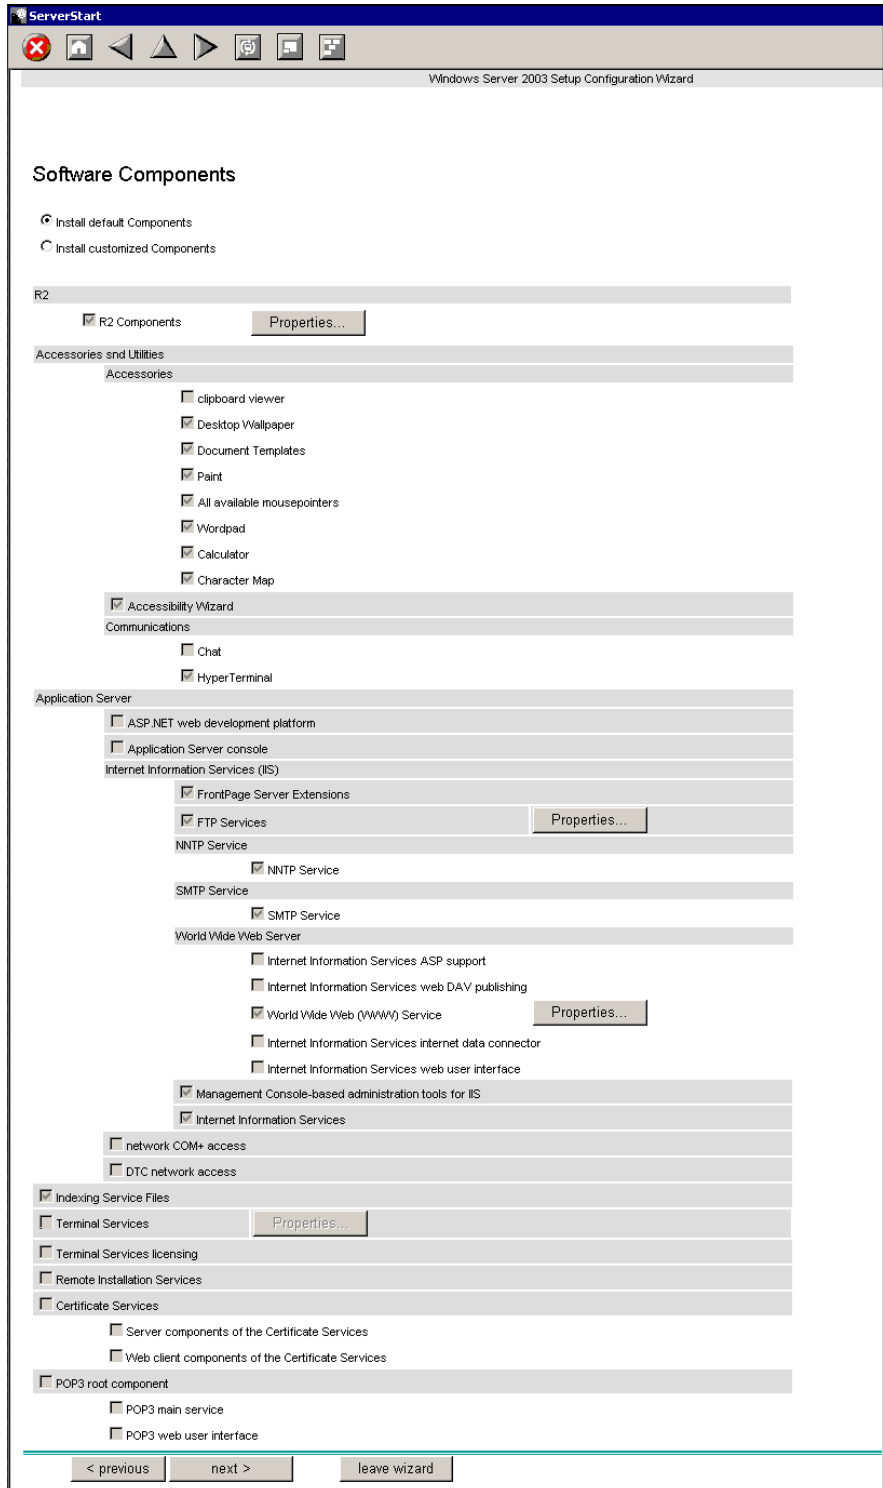 ServerStart
Windows Server 2003 Setup Configuration Wizard
Software Components
Install default Components
Install customized Components
R2
R2 Components Properties...
Accessories snd Utilities
Accessories
clipboard viewer
Desktop Wallpaper
Document Templates
Paint
All available mousepointers
Wordpad
Calculator
Character Map
Accessibility Wizard
Communications
Chat
HyperTerminal
Application Server
ASP.NET web development platform
Application Server console
Internet Information Services (IIS)
FrontPage Server Extensions
FTP Services Properties...
NNTP Service
NNTP Service
SMTP Service
SMTP Service
World Wide Web Server
Internet Information Services ASP support
Internet Information Services web DAV publishing
World Wide Web (WWW) Service Properties...
Internet Information Services internet data connector
Internet Information Services web user interface
Management Console-based administration tools for IIS
Internet Information Services
network COM+ access
DTC network access
Indexing Service Files
Terminal Services Properties...
Terminal Services licensing
Remote Installation Services
Certificate Services
Server components of the Certificate Services
Web client components of the Certificate Services
POP3 root component
POP3 main service
POP3 web user interface
< previous next > leave wizard